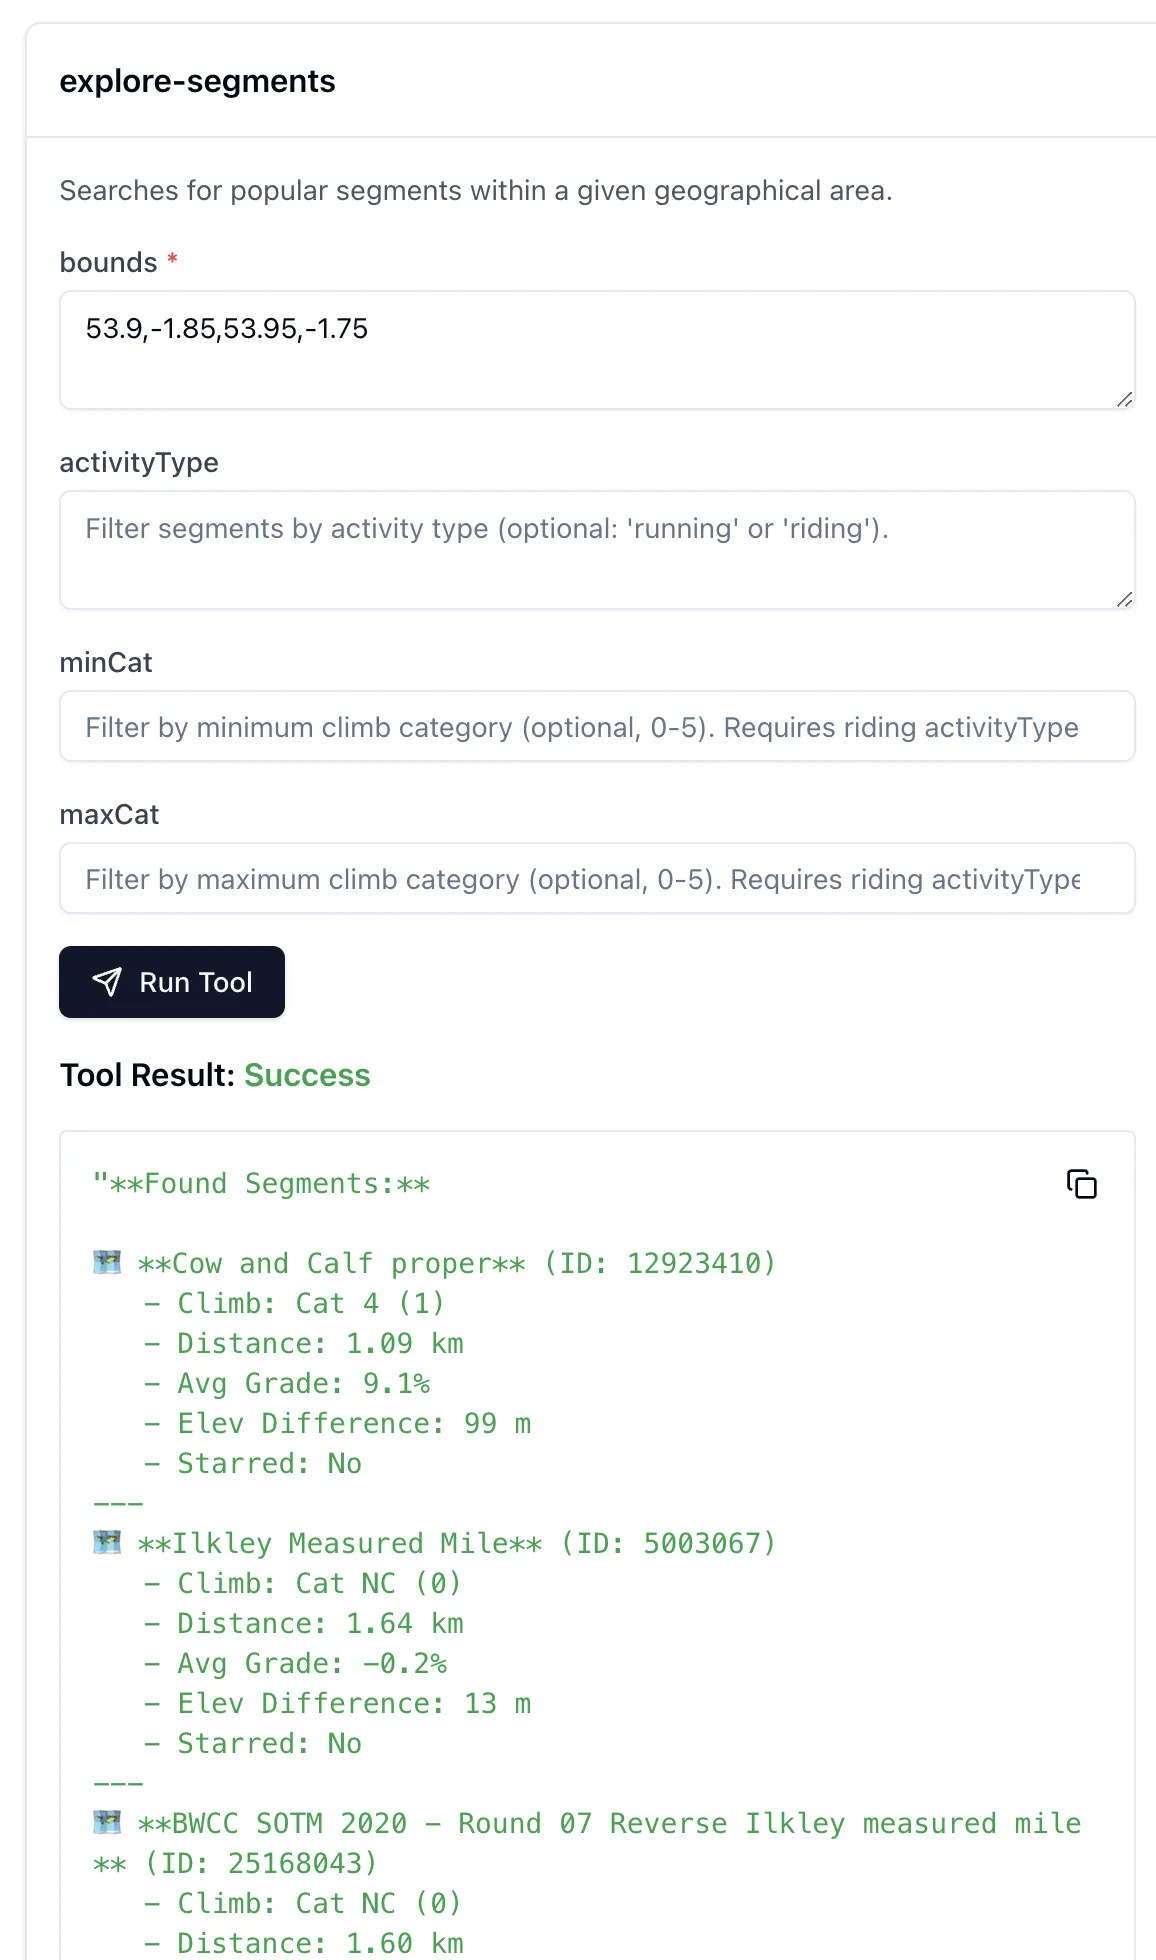 explore-segments
Searches for popular segments within a given geographical area.
bounds *
53.9,-1.85,53.95,-1.75
activityType
Filter segments by activity type (optional: 'running' or 'riding').
minCat
Filter by minimum climb category (optional, 0-5). Requires riding activityType
maxCat
Filter by maximum climb category (optional, 0-5). Requires riding activityType
Run Tool
Tool Result: Success
"**Found Segments:**
🗺️ **Cow and Calf proper** (ID: 12923410)
- Climb: Cat 4 (1)
- Distance: 1.09 km
- Avg Grade: 9.1%
- Elev Difference: 99 m
- Starred: No
---
🗺️ **Ilkley Measured Mile** (ID: 5003067)
- Climb: Cat NC (0)
- Distance: 1.64 km
- Avg Grade: -0.2%
- Elev Difference: 13 m
- Starred: No
---
🗺️ **BWCC SOTM 2020 - Round 07 Reverse Ilkley measured mile
** (ID: 25168043)
- Climb: Cat NC (0)
- Distance: 1.60 km